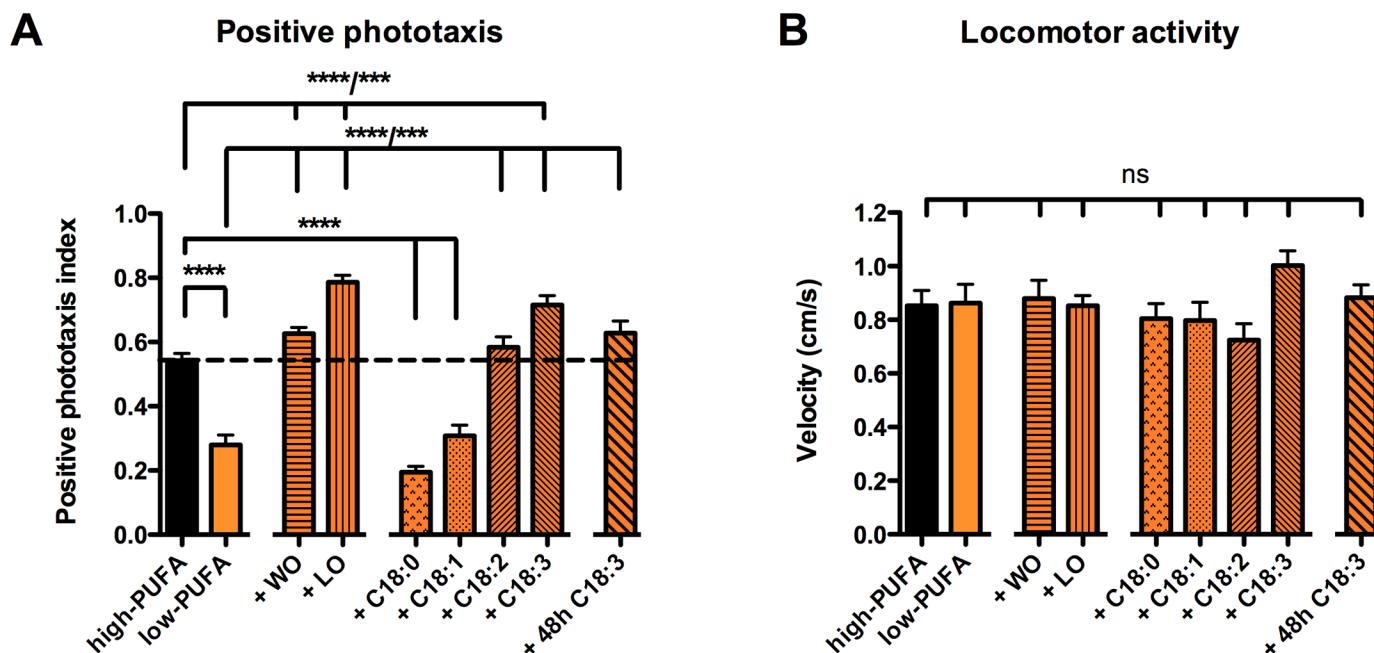 A
Positive phototaxis
****/***
****/***
****
****
Positive phototaxis index
1.0
0.8
0.6
0.4
0.2
0.0
high-PUFA
low-PUFA
+ WO
+ LO
+ C18:0
+ C18:1
+ C18:2
+ C18:3
+ 48h C18:3
B
Locomotor activity
ns
Velocity (cm/s)
1.2
1.0
0.8
0.6
0.4
0.2
0.0
high-PUFA
low-PUFA
+ WO
+ LO
+ C18:0
+ C18:1
+ C18:2
+ C18:3
+ 48h C18:3